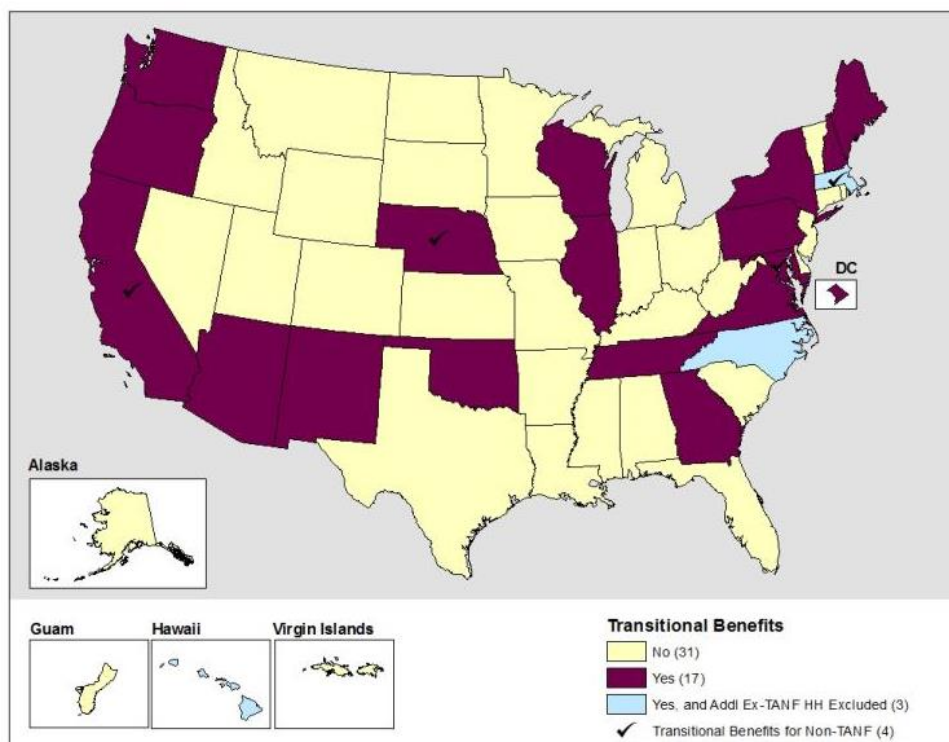 DC
Alaska
Guam
Hawaii
Virgin Islands
Transitional Benefits
No (31)
Yes (17)
Yes, and Addl Ex-TANF HH Excluded (3)
Transitional Benefits for Non-TANF (4)